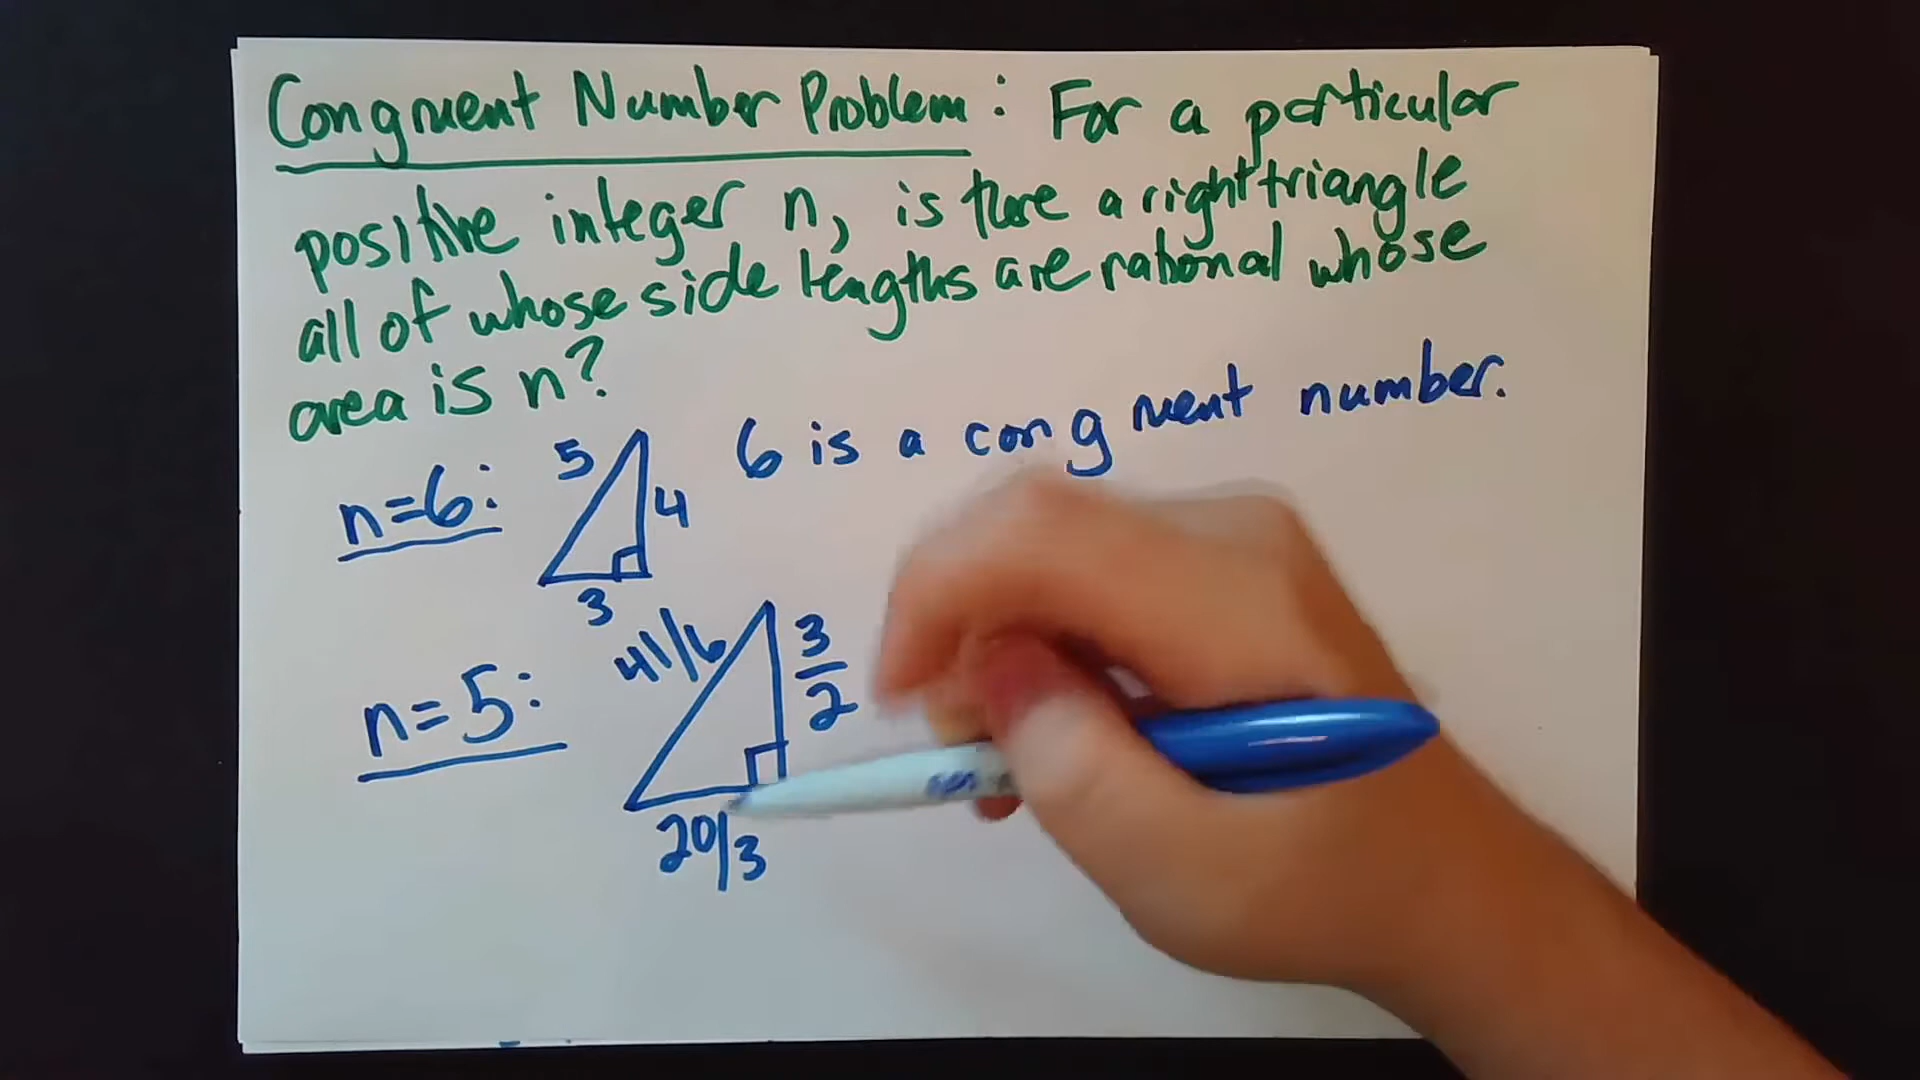 Congruent Number Problem: For a particular
positive integer n, is there a right triangle
all of whose side lengths are rational whose
area is n?
6 is a congruent number.
n=6:
5
4
3
n=5:
41/6
3/2
20/3